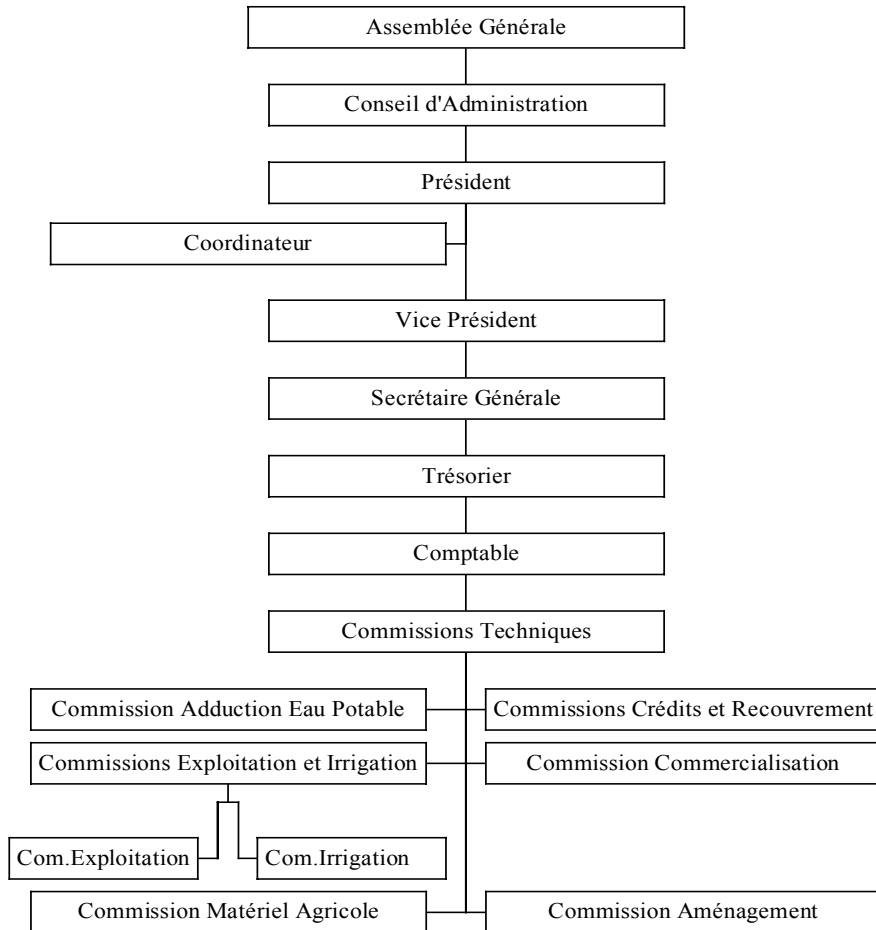 Assemblée Générale
Conseil d'Administration
Président
Coordinateur
Vice Président
Secrétaire Générale
Trésorier
Comptable
Commissions Techniques
Commission Adduction Eau Potable
Commissions Crédits et Recouvrement
Commissions Exploitation et Irrigation
Commission Commercialisation
Com.Exploitation
Com.Irrigation
Commission Matériel Agricole
Commission Aménagement